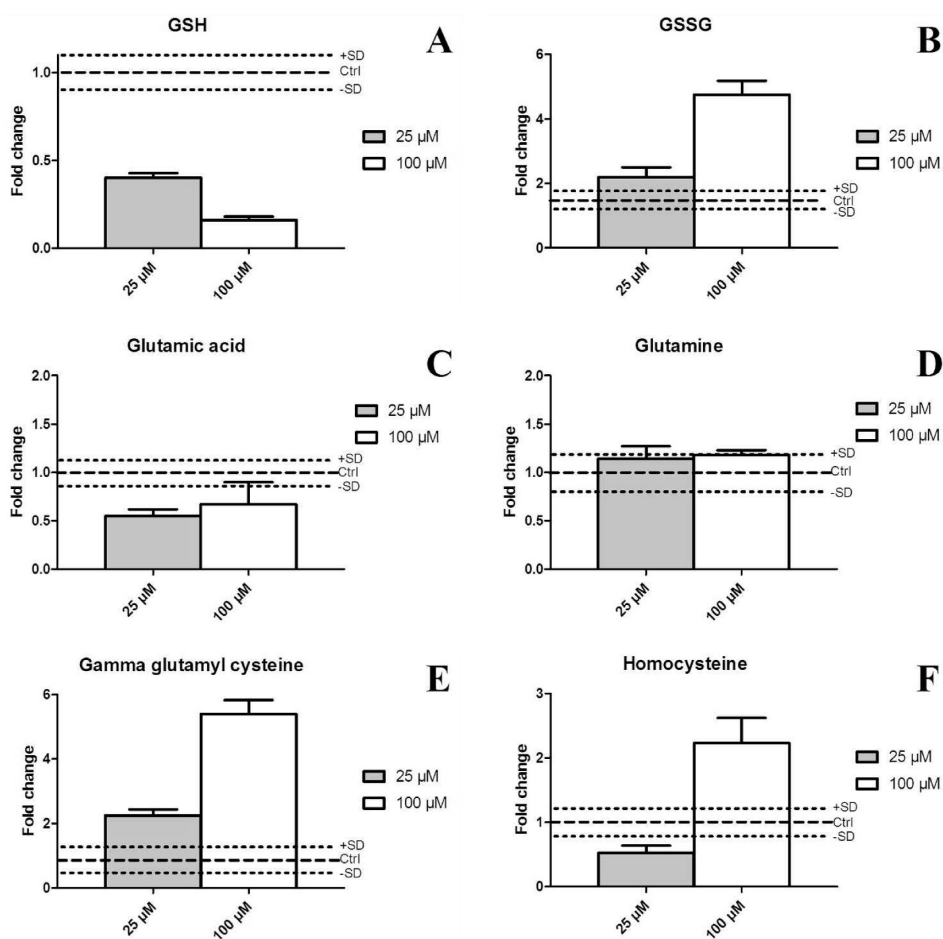 GSH
A
Fold change
1.0
0.5
0.0
+SD
Ctrl
-SD
25 µM
100 µM
25 µM
100 µM
GSSG
B
Fold change
6
4
2
0
+SD
Ctrl
-SD
25 µM
100 µM
25 µM
100 µM
Glutamic acid
C
Fold change
2.0
1.5
1.0
0.5
0.0
+SD
Ctrl
-SD
25 µM
100 µM
25 µM
100 µM
Glutamine
D
Fold change
2.0
1.5
1.0
0.5
0.0
+SD
Ctrl
-SD
25 µM
100 µM
25 µM
100 µM
Gamma glutamyl cysteine
E
Fold change
6
4
2
0
+SD
Ctrl
-SD
25 µM
100 µM
25 µM
100 µM
Homocysteine
F
Fold change
3
2
1
0
+SD
Ctrl
-SD
25 µM
100 µM
25 µM
100 µM